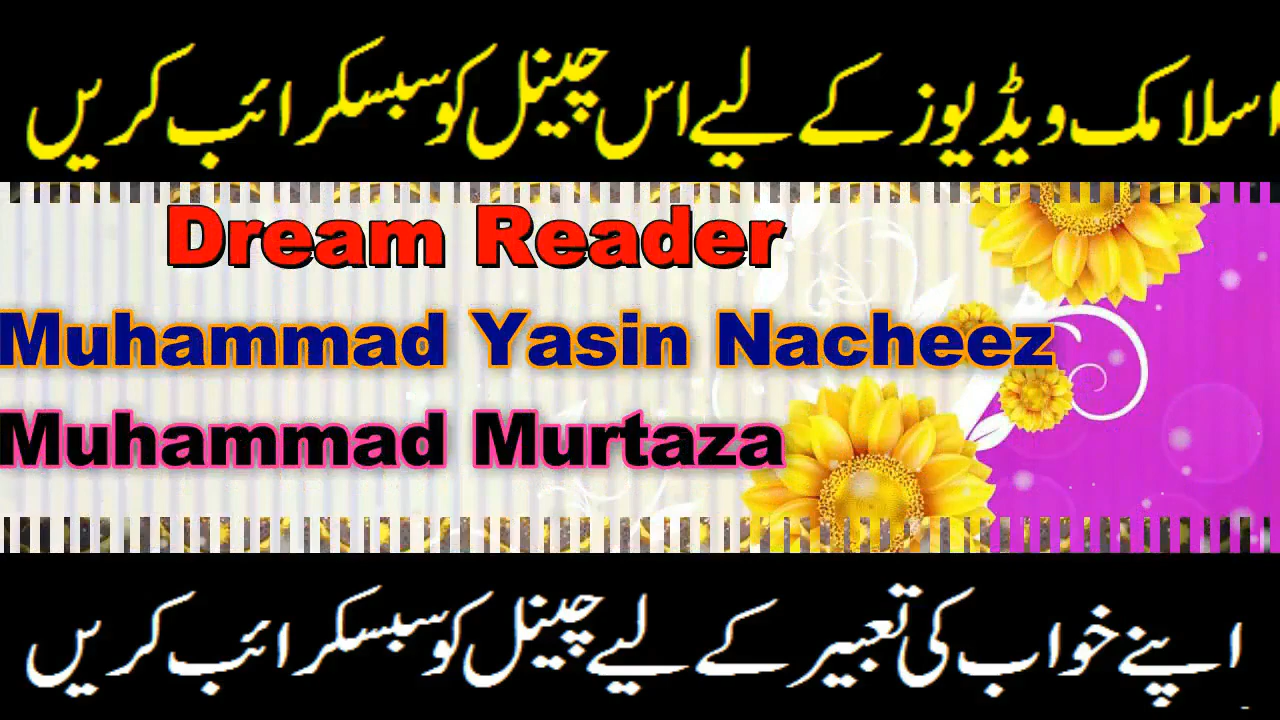 اسلامک ویڈیوز کے لیے اس چینل کو سبسکرائب کریں
Dream Reader
Muhammad Yasin Nacheez
Muhammad Murtaza
اپنے خواب کی تعبیر کے لیے چینل کو سبسکرائب کریں